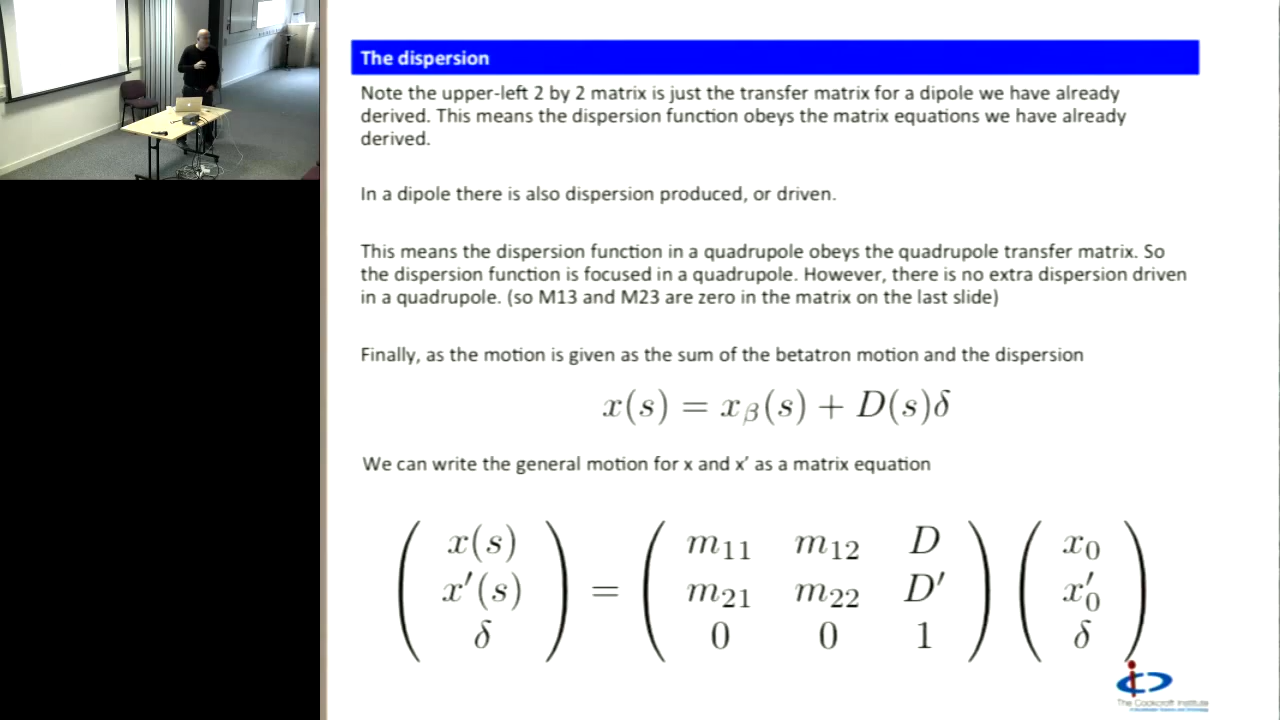 The dispersion
Note the upper-left 2 by 2 matrix is just the transfer matrix for a dipole we have already
derived. This means the dispersion function obeys the matrix equations we have already
derived.
In a dipole there is also dispersion produced, or driven.
This means the dispersion function in a quadrupole obeys the quadrupole transfer matrix. So
the dispersion function is focused in a quadrupole. However, there is no extra dispersion driven
in a quadrupole. (so M13 and M23 are zero in the matrix on the last slide)
Finally, as the motion is given as the sum of the betatron motion and the dispersion
x(s) = xβ(s) + D(s)δ
We can write the general motion for x and x’ as a matrix equation
x(s) m11 m12 D x0
x′(s) = m21 m22 D′ x′0
δ 0 0 1 δ
The Cockcroft Institute